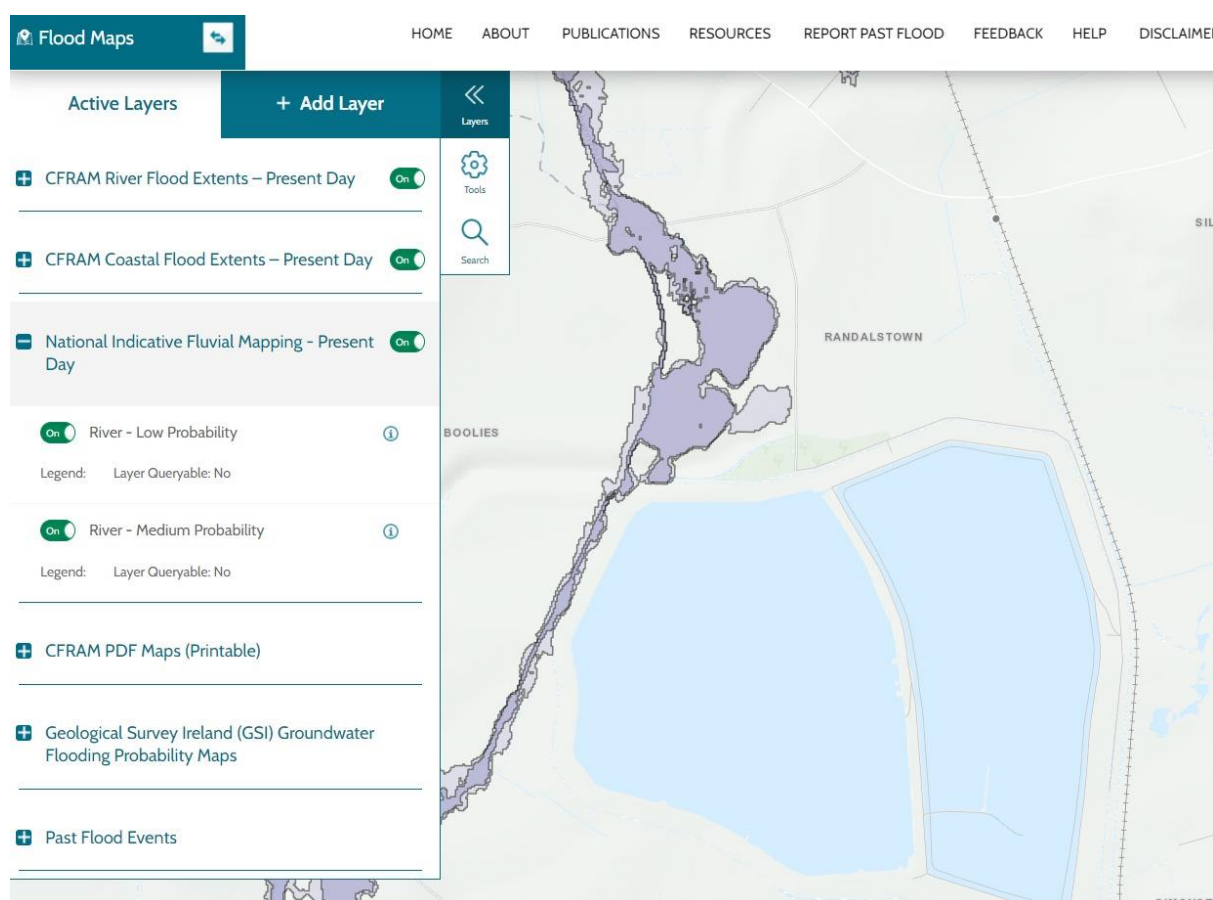 Flood Maps
HOME ABOUT PUBLICATIONS RESOURCES REPORT PAST FLOOD FEEDBACK HELP DISCLAIMER
Active Layers
+ Add Layer
Layers
Tools
Search
CFRAM River Flood Extents – Present Day
On
CFRAM Coastal Flood Extents – Present Day
On
National Indicative Fluvial Mapping - Present
Day
On
On
River - Low Probability
Legend: Layer Queryable: No
On
River - Medium Probability
Legend: Layer Queryable: No
CFRAM PDF Maps (Printable)
Geological Survey Ireland (GSI) Groundwater
Flooding Probability Maps
Past Flood Events
SIL
RANDALSTOWN
BOOLIES